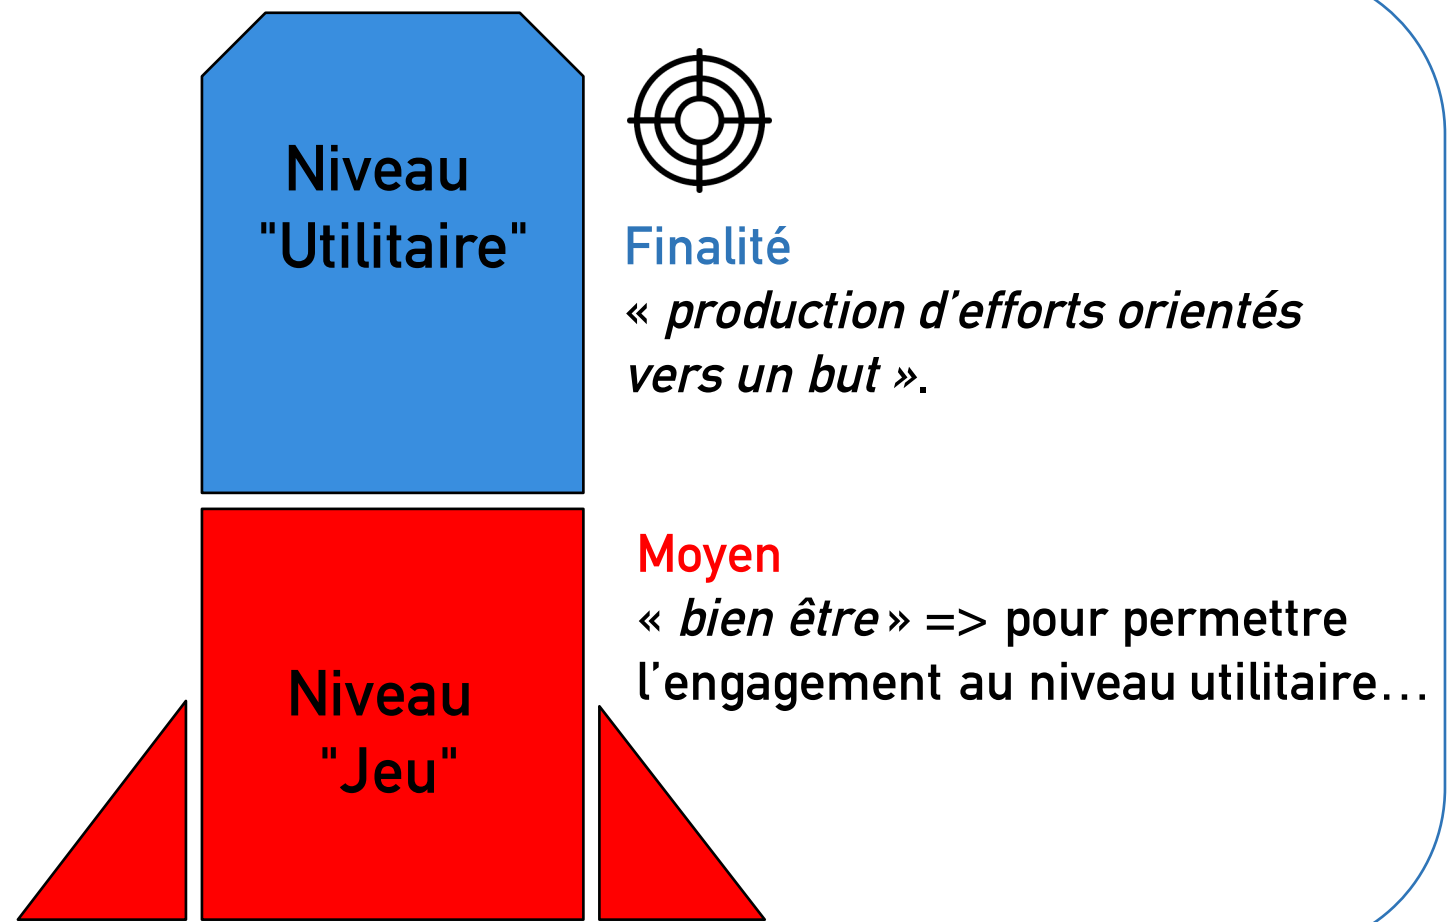 Niveau
"Utilitaire"
Finalité
« production d’efforts orientés
vers un but ».
Niveau
"Jeu"
Moyen
« bien être » => pour permettre
l’engagement au niveau utilitaire…